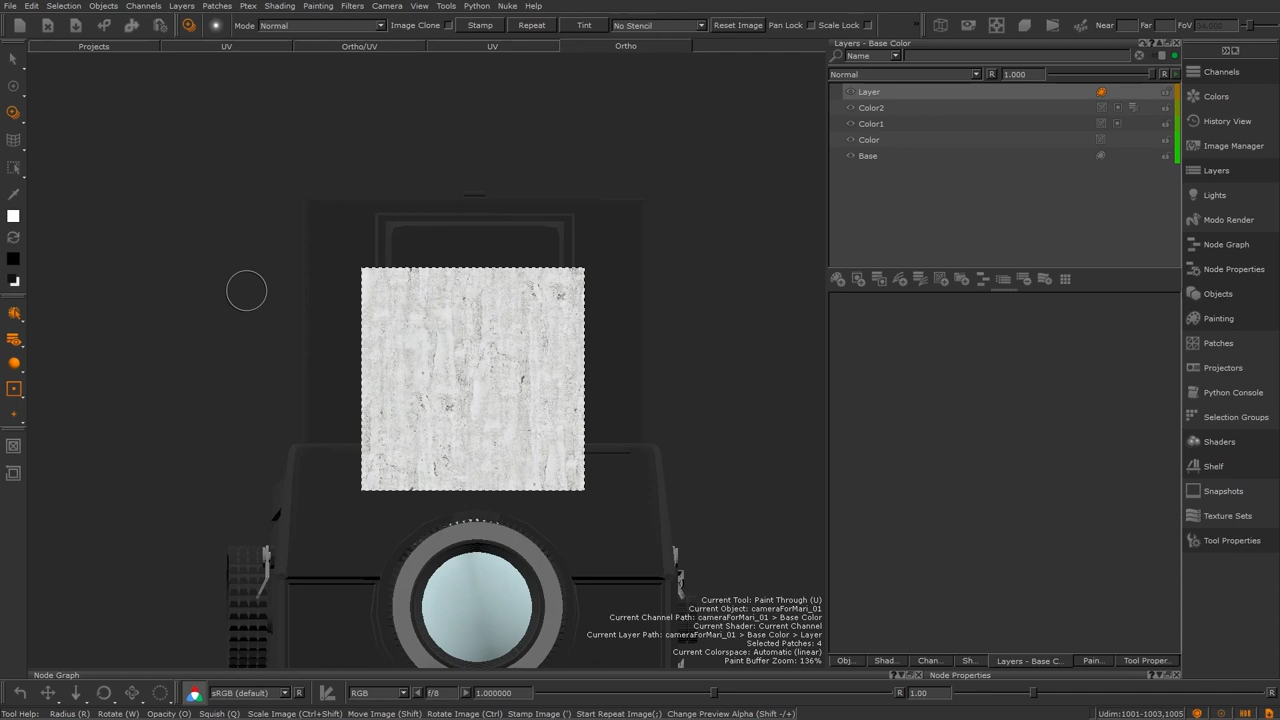 File Edit Selection Objects Channels Layers Patches Ptex Shading Painting Filters Camera View Tools Python Nuke Help
Mode Normal Image Clone Stamp Repeat Tint No Stencil Reset Image Pan Lock Scale Lock Near Far FoV 54.000
Projects UV Ortho/UV UV Ortho
Layers - Base Color
Name
Normal R 1.000 R
Layer
Color2
Color1
Color
Base
Channels
Colors
History View
Image Manager
Layers
Lights
Modo Render
Node Graph
Node Properties
Objects
Painting
Patches
Projectors
Python Console
Selection Groups
Shaders
Shelf
Snapshots
Texture Sets
Tool Properties
Current Tool: Paint Through (U)
Current Object: cameraForMari_01
Current Channel Path: cameraForMari_01 > Base Color
Current Shader: Current Channel
Current Layer Path: cameraForMari_01 > Base Color > Layer
Selected Patches: 4
Current Colorspace: Automatic (linear)
Paint Buffer Zoom: 136%
Obj... Shad... Chan... Sh... Layers - Base C... Pain... Tool Proper...
Node Graph Node Properties
sRGB (default) R RGB f/8 1.000000 R 1.00 R
Tool Help: Radius (R) Rotate (W) Opacity (O) Squish (Q) Scale Image (Ctrl+Shift) Move Image (Shift) Rotate Image (Ctrl) Stamp Image (') Start Repeat Image(;) Change Preview Alpha (Shift -/+) Udim:1001-1003,1005